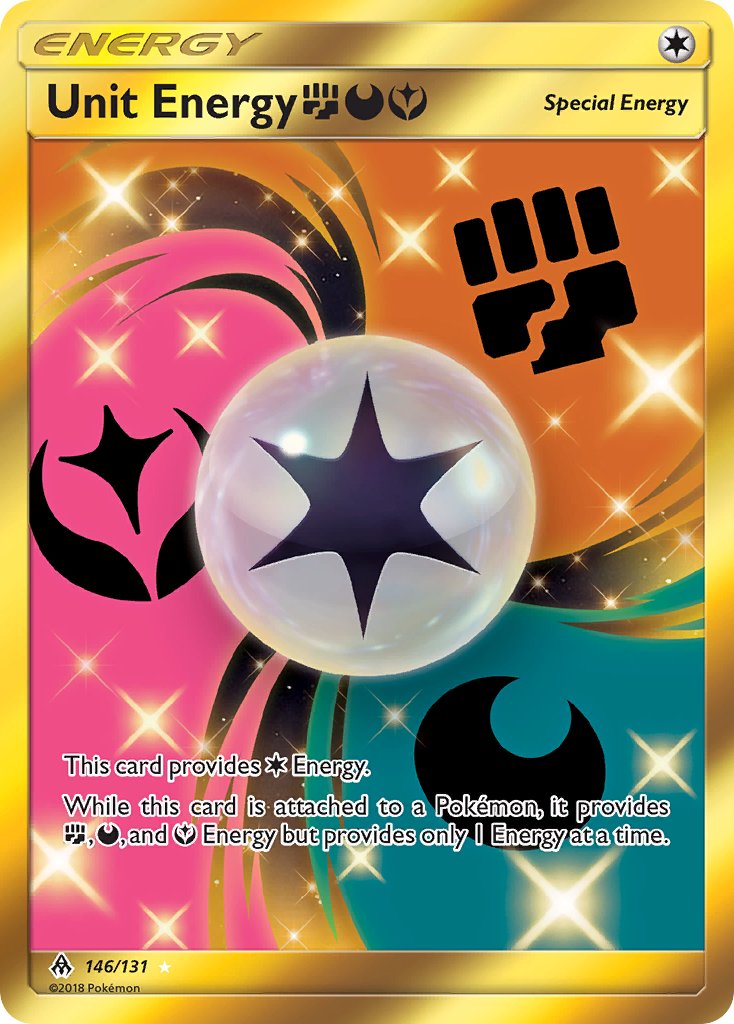 ENERGY
Unit Energy
Special Energy
This card provides Energy.
While this card is attached to a Pokémon, it provides
, , and Energy but provides only 1 Energy at a time.
146/131
©2018 Pokémon